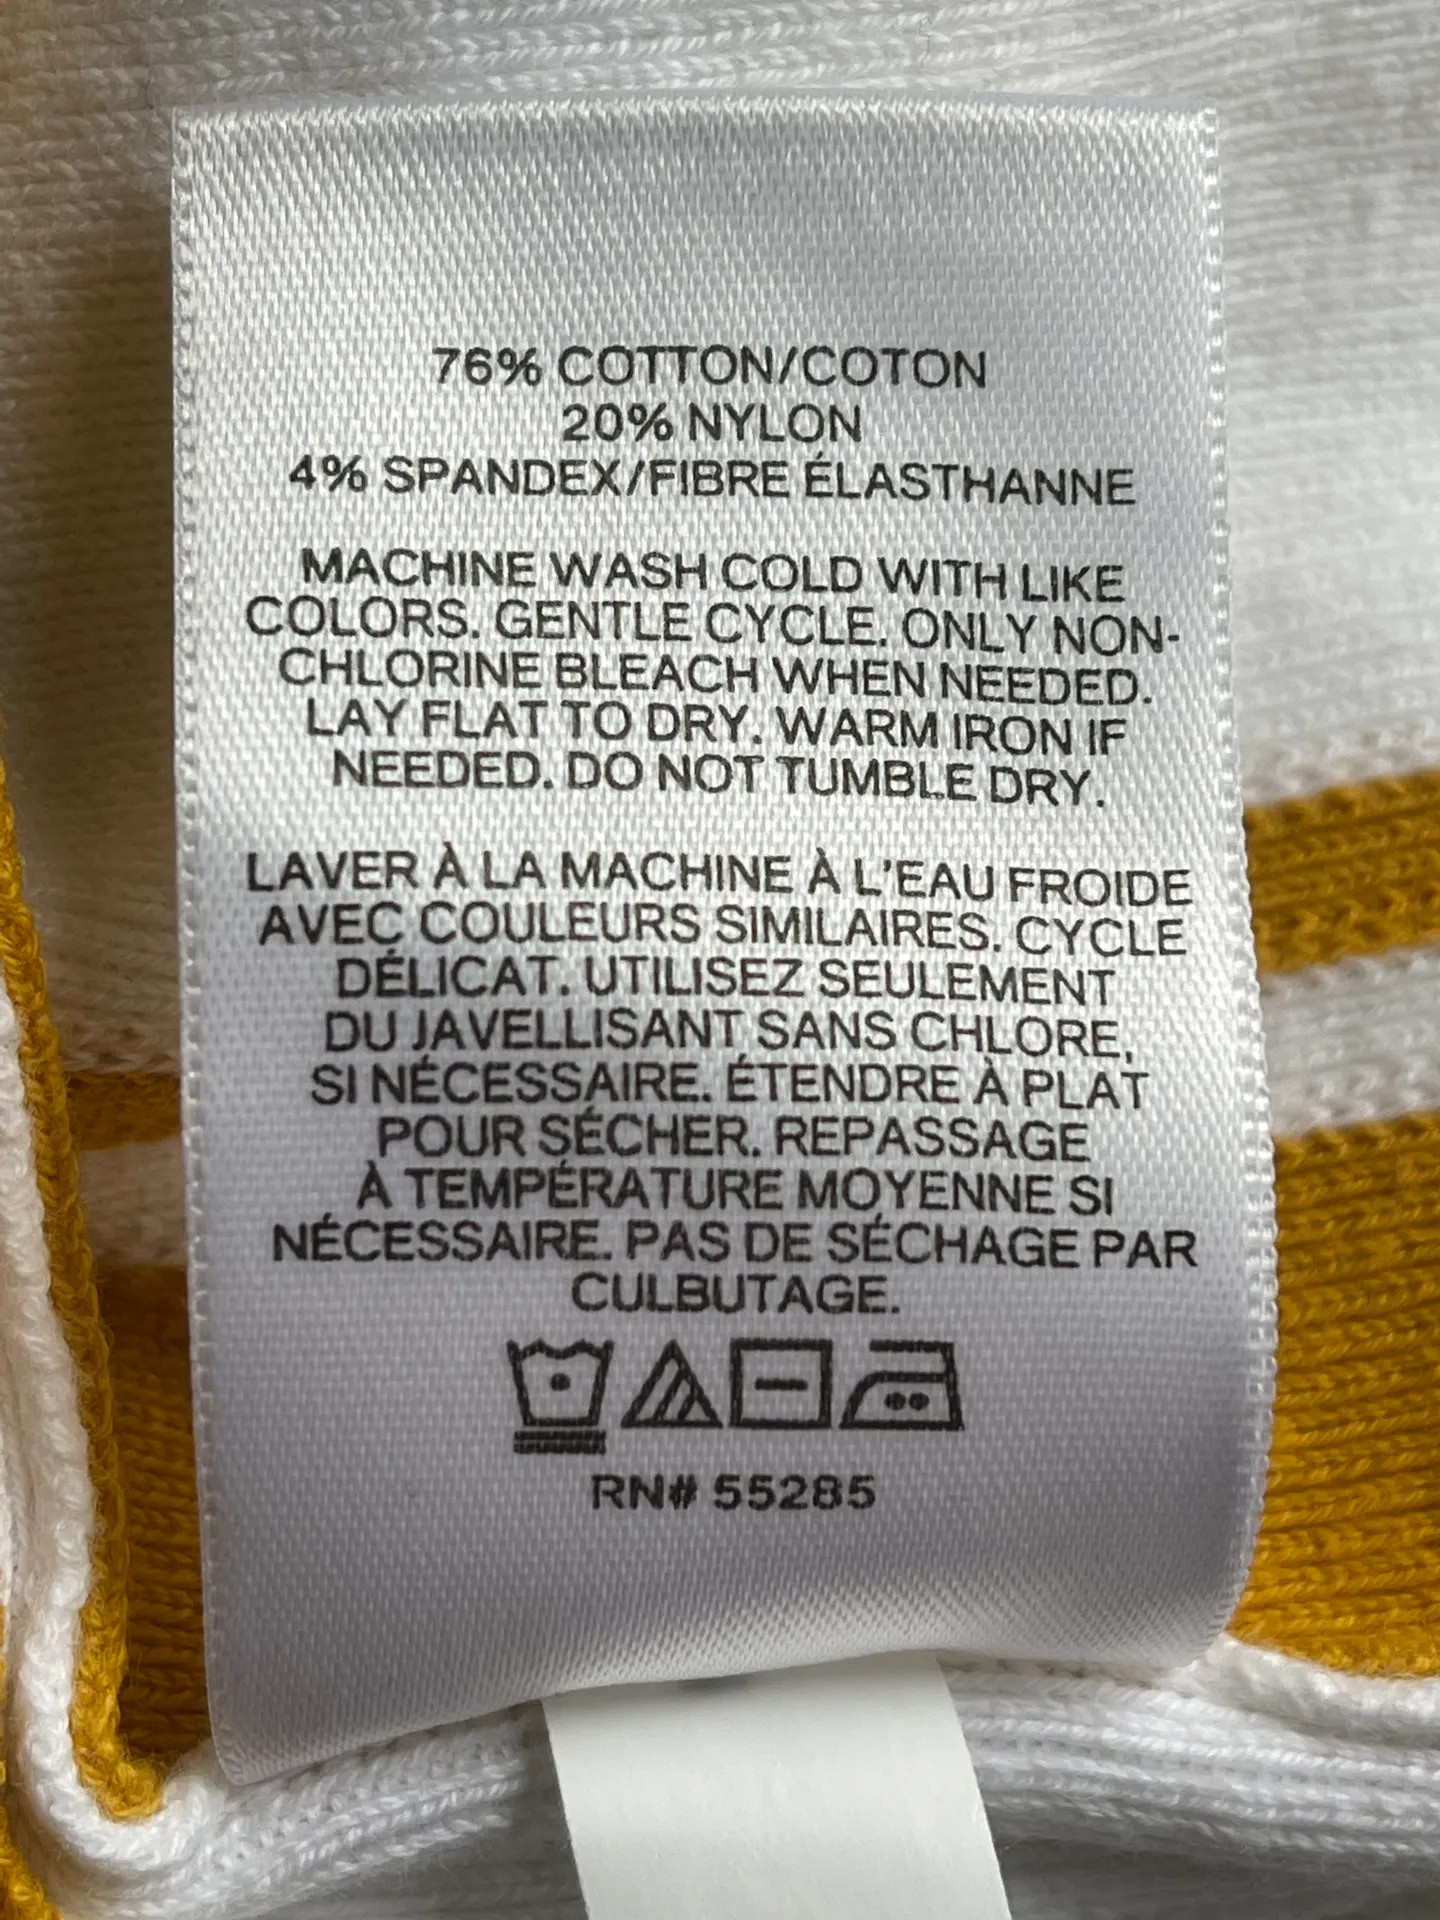 76% COTTON/COTON
20% NYLON
4% SPANDEX/FIBRE ÉLASTHANNE
MACHINE WASH COLD WITH LIKE
COLORS. GENTLE CYCLE. ONLY NON-
CHLORINE BLEACH WHEN NEEDED.
LAY FLAT TO DRY. WARM IRON IF
NEEDED. DO NOT TUMBLE DRY.
LAVER À LA MACHINE À L'EAU FROIDE
AVEC COULEURS SIMILAIRES. CYCLE
DÉLICAT. UTILISEZ SEULEMENT
DU JAVELLISANT SANS CHLORE,
SI NÉCESSAIRE. ÉTENDRE À PLAT
POUR SÉCHER. REPASSAGE
À TEMPÉRATURE MOYENNE SI
NÉCESSAIRE. PAS DE SÉCHAGE PAR
CULBUTAGE.
RN# 55285